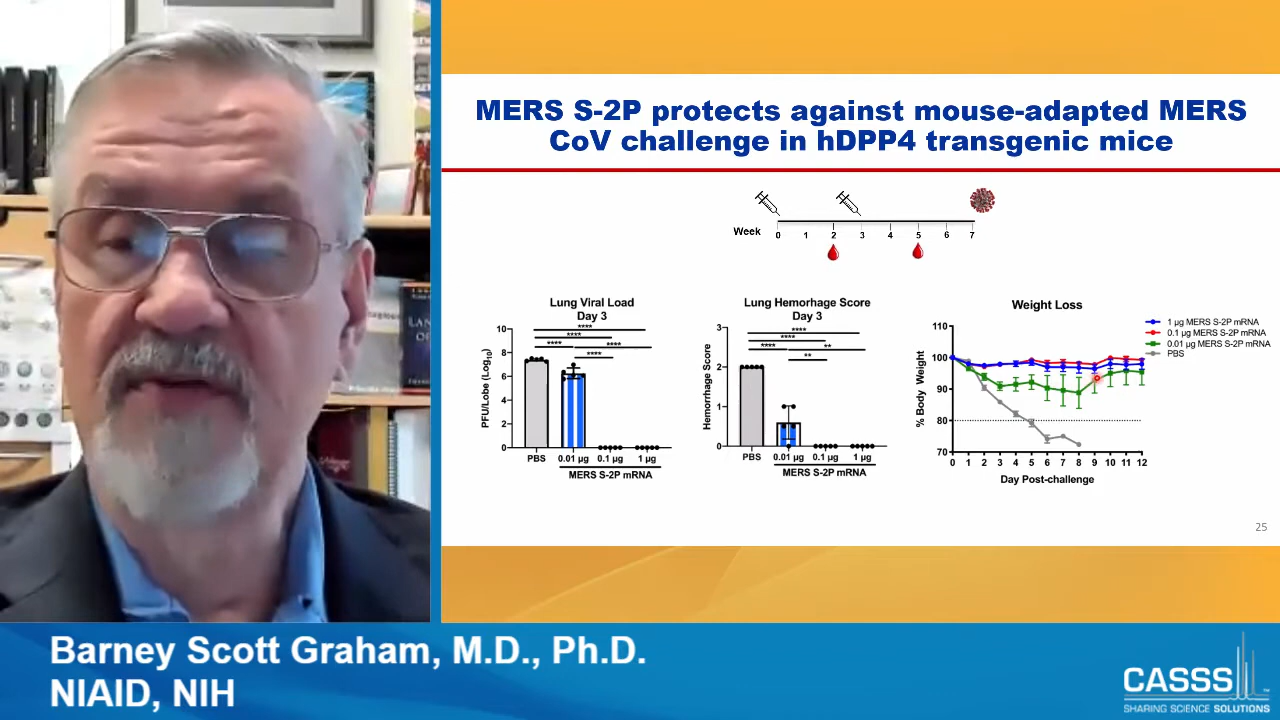 MERS S-2P protects against mouse-adapted MERS
CoV challenge in hDPP4 transgenic mice
Week
0 1 2 3 4 5 6 7
Lung Viral Load
Day 3
****
****
**** ****
****
PFU/Lobe (Log10)
10
8
6
4
2
0
PBS 0.01 µg 0.1 µg 1 µg
MERS S-2P mRNA
Lung Hemorrhage Score
Day 3
****
****
**** **
**
Hemorrhage Score
3
2
1
0
PBS 0.01 µg 0.1 µg 1 µg
MERS S-2P mRNA
Weight Loss
% Body Weight
110
100
90
80
70
0 1 2 3 4 5 6 7 8 9 10 11 12
Day Post-challenge
1 µg MERS S-2P mRNA
0.1 µg MERS S-2P mRNA
0.01 µg MERS S-2P mRNA
PBS
25
Barney Scott Graham, M.D., Ph.D.
NIAID, NIH
CASSS
SHARING SCIENCE SOLUTIONS